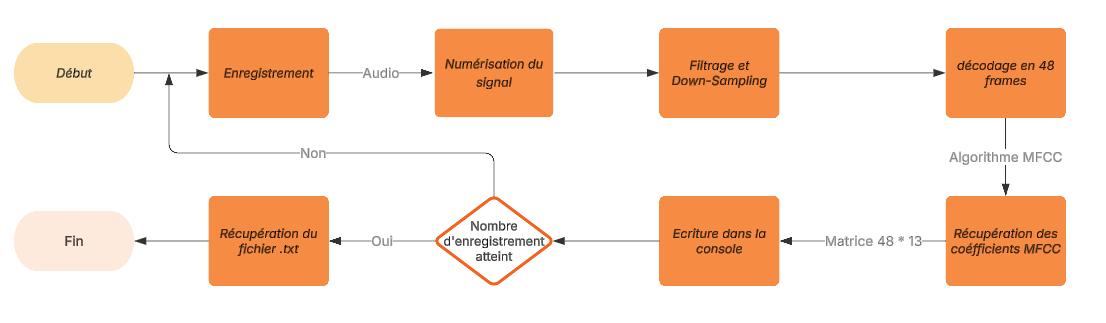 Début
Enregistrement
Audio
Numérisation du
signal
Filtrage et
Down-Sampling
décodage en 48
frames
Algorithme MFCC
Récupération des
coéfficients MFCC
Matrice 48 * 13
Ecriture dans la
console
Nombre
d'enregistrement
atteint
Non
Oui
Récupération du
fichier .txt
Fin